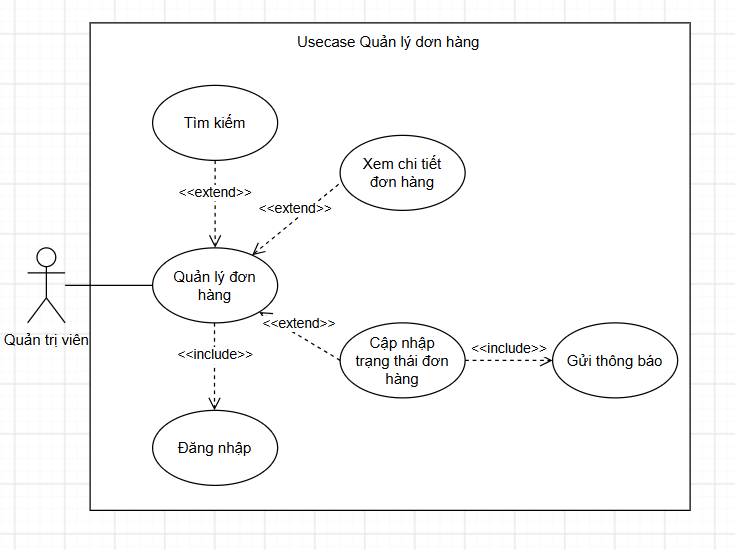 Usecase Quản lý dơn hàng
Tìm kiếm
<<extend>>
Xem chi tiết
đơn hàng
<<extend>>
Quản lý đơn
hàng
Quản trị viên
<<extend>>
Cập nhập
trạng thái đơn
hàng
<<include>>
Gửi thông báo
<<include>>
Đăng nhập